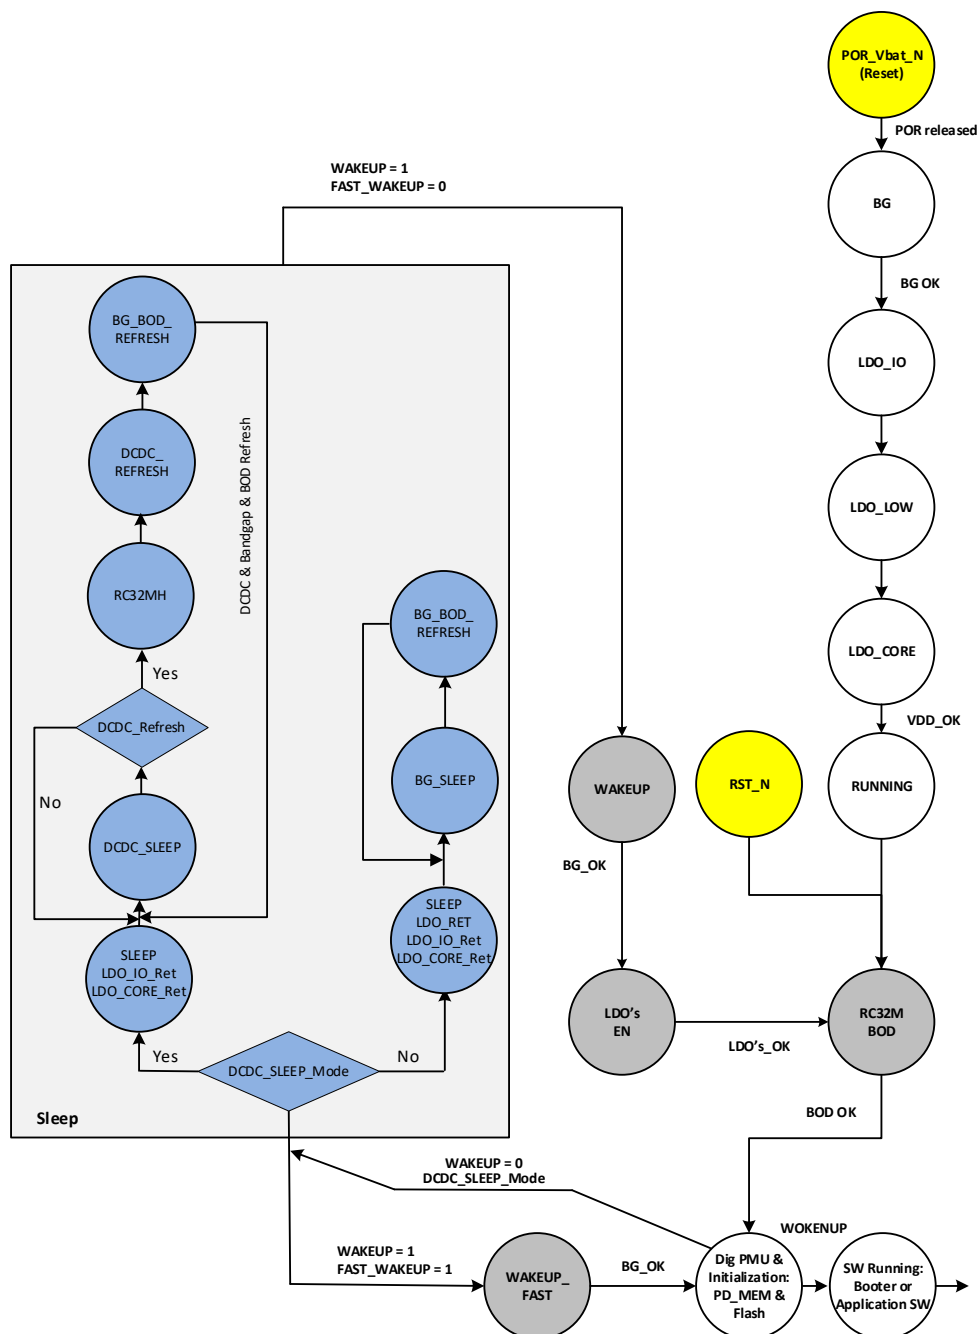 POR_Vbat_N
(Reset)
POR released
BG
BG OK
LDO_IO
LDO_LOW
LDO_CORE
VDD_OK
RUNNING
RST_N
WAKEUP = 1
FAST_WAKEUP = 0
BG_BOD_
REFRESH
DCDC_
REFRESH
RC32MH
Yes
DCDC_Refresh
No
DCDC_SLEEP
SLEEP
LDO_IO_Ret
LDO_CORE_Ret
DCDC & Bandgap & BOD Refresh
BG_BOD_
REFRESH
BG_SLEEP
SLEEP
LDO_RET
LDO_IO_Ret
LDO_CORE_Ret
Yes
DCDC_SLEEP_Mode
No
Sleep
WAKEUP
BG_OK
LDO's
EN
LDO's_OK
RC32M
BOD
BOD OK
WAKEUP = 0
DCDC_SLEEP_Mode
WAKEUP = 1
FAST_WAKEUP = 1
WAKEUP_
FAST
BG_OK
Dig PMU &
Initialization:
PD_MEM &
Flash
WOKENUP
SW Running:
Booter or
Application SW